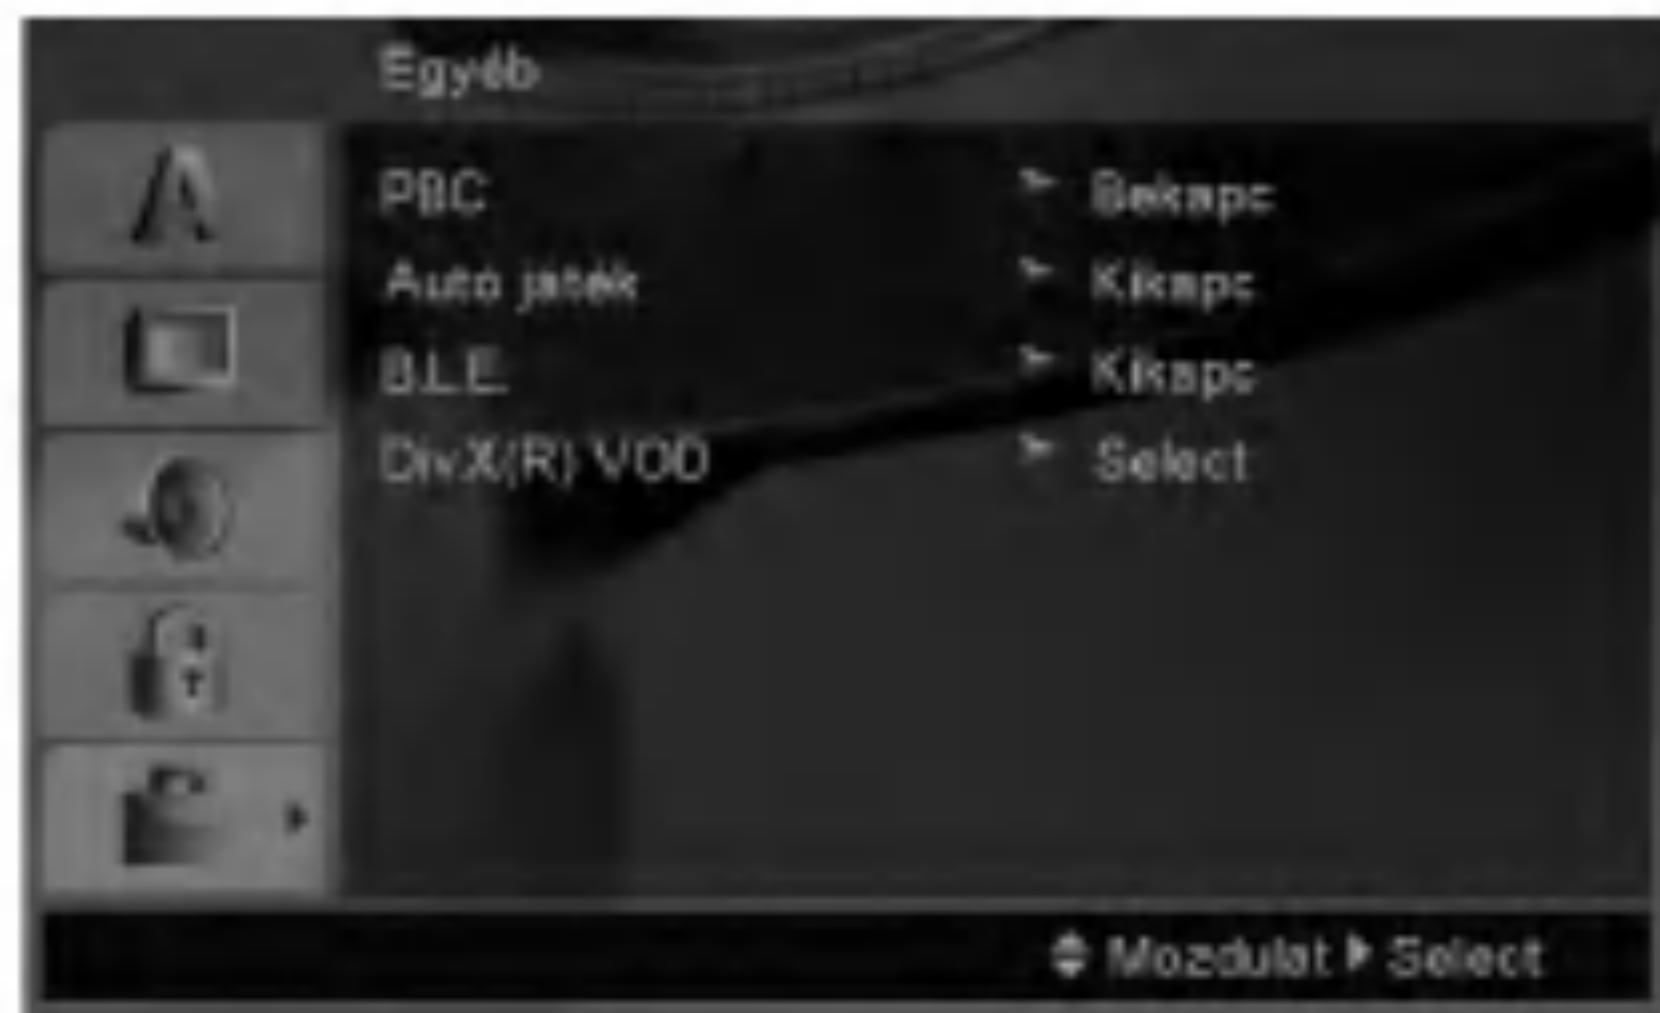 Egyéb
PBC Bekapc
Auto játék Kikapc
B.L.E. Kikapc
DivX(R) VOD Select
Mozdulat Select